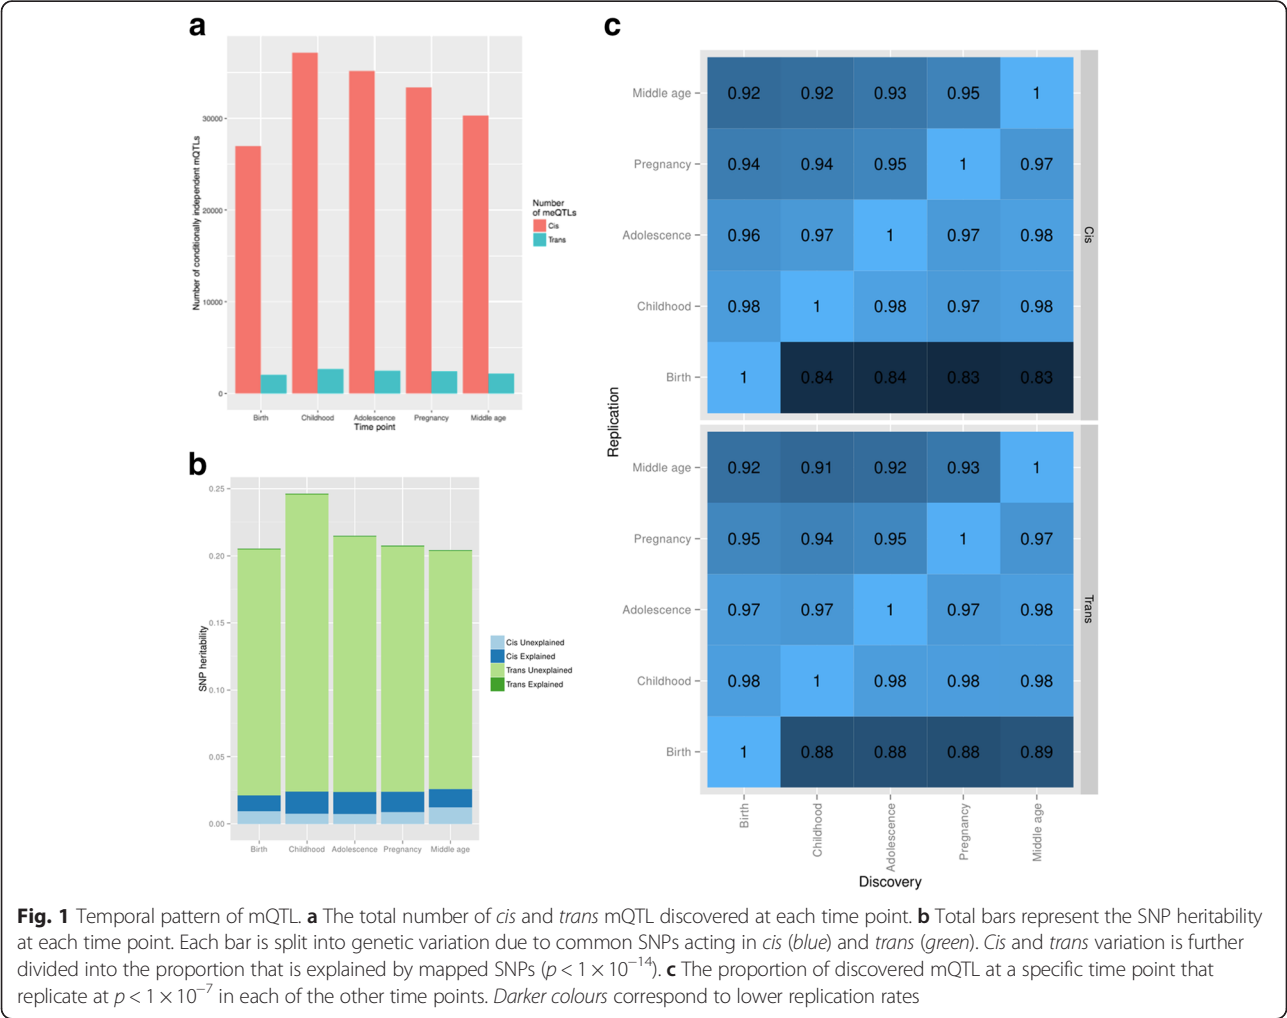 a
Number of conditionally independent mQTLs
30000
20000
10000
0
Birth Childhood Adolescence Pregnancy Middle age
Time point
Number
of meQTLs
Cis
Trans
b
SNP heritability
0.25
0.20
0.15
0.10
0.05
0.00
Birth Childhood Adolescence Pregnancy Middle age
Cis Unexplained
Cis Explained
Trans Unexplained
Trans Explained
c
Replication
Middle age 0.92 0.92 0.93 0.95 1
Pregnancy 0.94 0.94 0.95 1 0.97
Adolescence 0.96 0.97 1 0.97 0.98
Childhood 0.98 1 0.98 0.97 0.98
Birth 1 0.84 0.84 0.83 0.83
Cis
Middle age 0.92 0.91 0.92 0.93 1
Pregnancy 0.95 0.94 0.95 1 0.97
Adolescence 0.97 0.97 1 0.97 0.98
Childhood 0.98 1 0.98 0.98 0.98
Birth 1 0.88 0.88 0.88 0.89
Trans
Birth Childhood Adolescence Pregnancy Middle age
Discovery
Fig. 1 Temporal pattern of mQTL. a The total number of cis and trans mQTL discovered at each time point. b Total bars represent the SNP heritability
at each time point. Each bar is split into genetic variation due to common SNPs acting in cis (blue) and trans (green). Cis and trans variation is further
divided into the proportion that is explained by mapped SNPs (p < 1 × 10⁻¹⁴). c The proportion of discovered mQTL at a specific time point that
replicate at p < 1 × 10⁻⁷ in each of the other time points. Darker colours correspond to lower replication rates